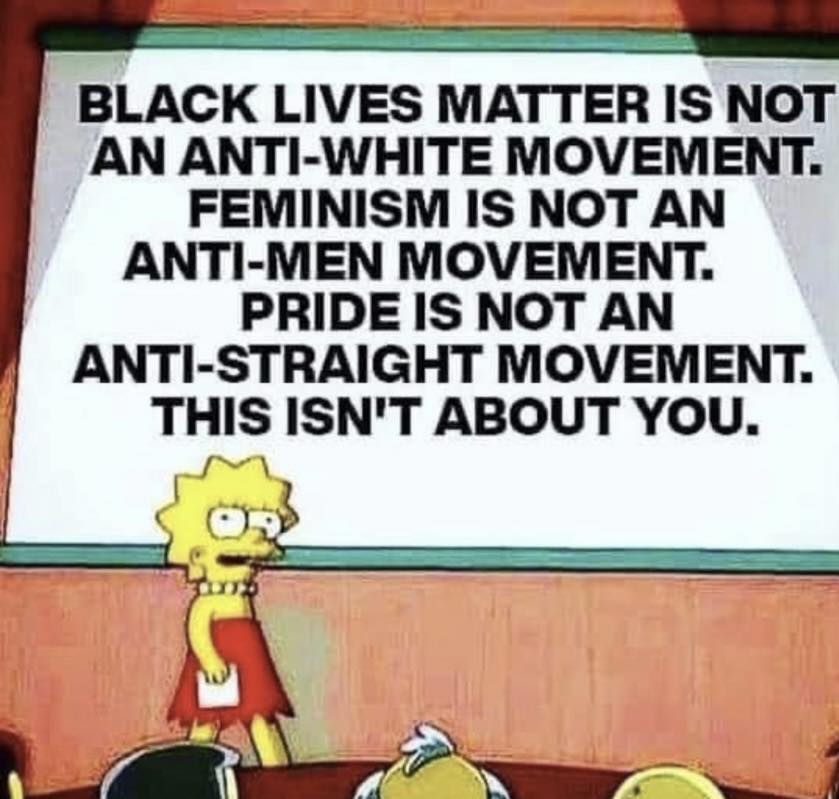 BLACK LIVES MATTER IS NOT
AN ANTI-WHITE MOVEMENT.
FEMINISM IS NOT AN
ANTI-MEN MOVEMENT.
PRIDE IS NOT AN
ANTI-STRAIGHT MOVEMENT.
THIS ISN'T ABOUT YOU.